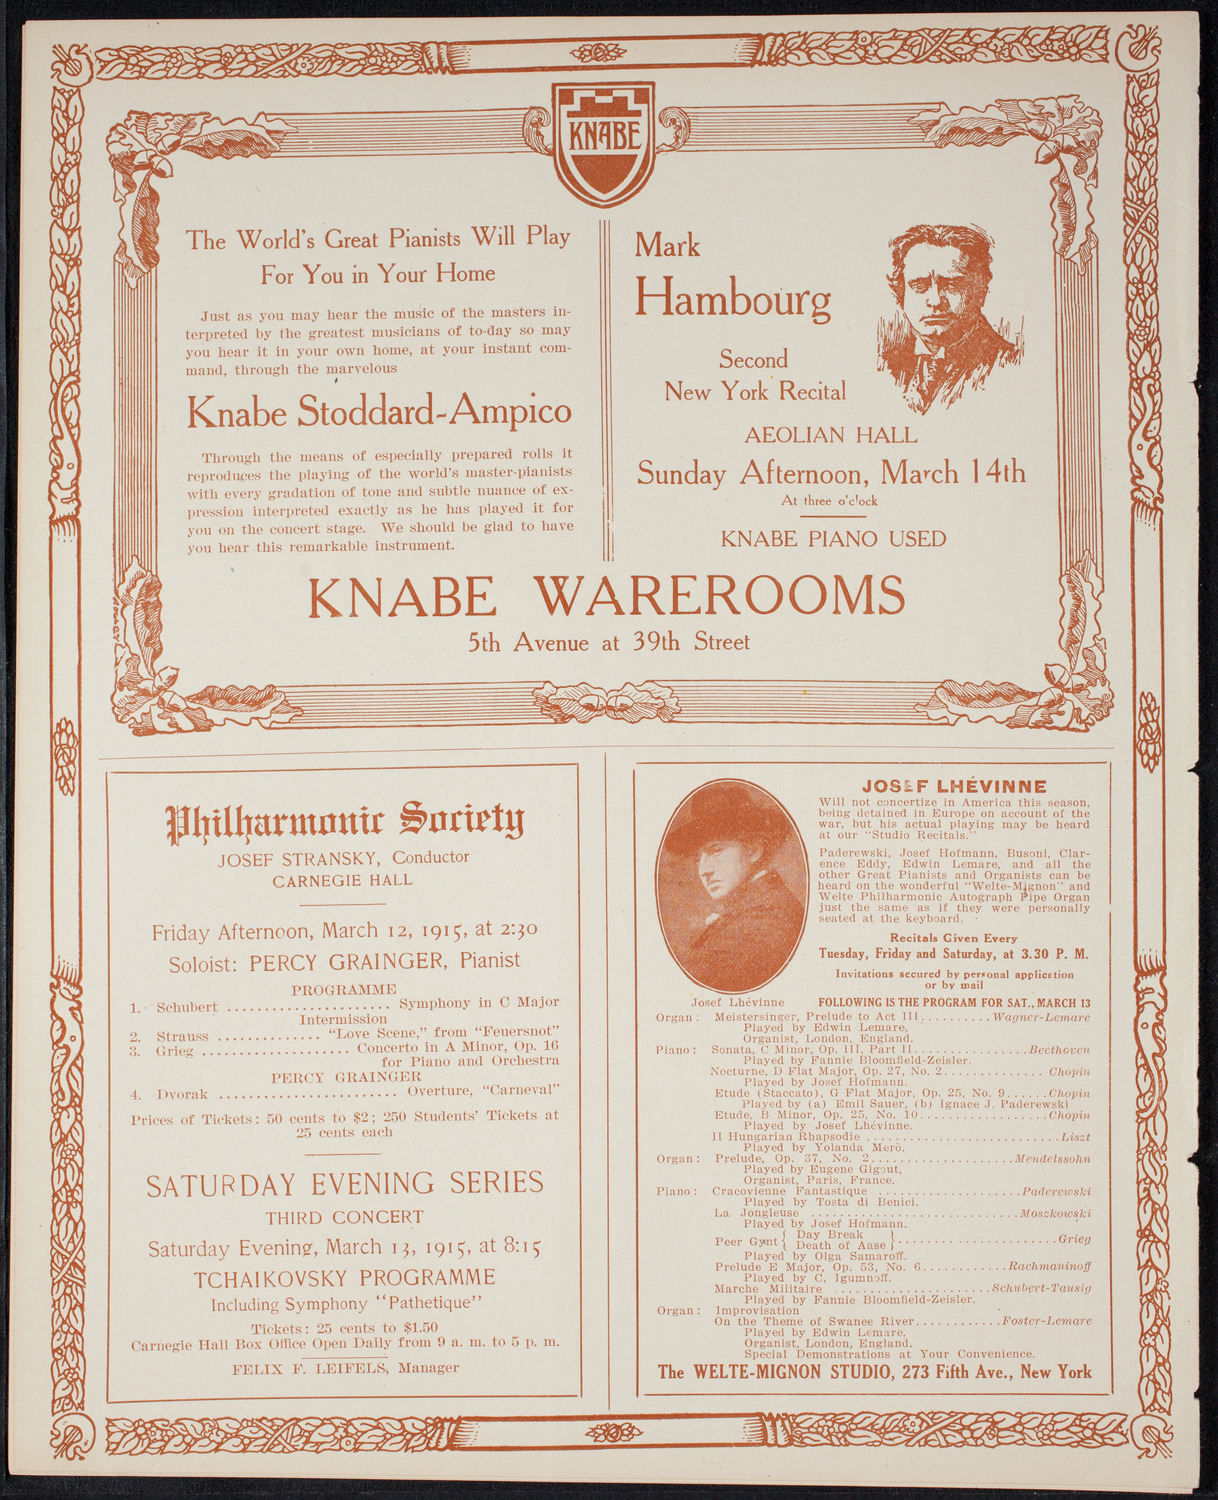 KNABE
The World's Great Pianists Will Play
For You in Your Home
Just as you may hear the music of the masters in-
terpreted by the greatest musicians of to-day so may
you hear it in your own home, at your instant com-
mand, through the marvelous
Knabe Stoddard-Ampico
Through the means of especially prepared rolls it
reproduces the playing of the world's master-pianists
with every gradation of tone and subtle nuance of ex-
pression interpreted exactly as he has played it for
you on the concert stage. We should be glad to have
you hear this remarkable instrument.
Mark
Hambourg
Second
New York Recital
AEOLIAN HALL
Sunday Afternoon, March 14th
At three o'clock
KNABE PIANO USED
KNABE WAREROOMS
5th Avenue at 39th Street
Philharmonic Society
JOSEF STRANSKY, Conductor
CARNEGIE HALL
Friday Afternoon, March 12, 1915, at 2:30
Soloist: PERCY GRAINGER, Pianist
PROGRAMME
1. Schubert .................... Symphony in C Major
Intermission
2. Strauss .............. "Love Scene," from "Feuersnot"
3. Grieg .................... Concerto in A Minor, Op. 16
for Piano and Orchestra
PERCY GRAINGER
4. Dvorak ........................ Overture, "Carneval"
Prices of Tickets: 50 cents to $2; 250 Students' Tickets at
25 cents each
SATURDAY EVENING SERIES
THIRD CONCERT
Saturday Evening, March 13, 1915, at 8:15
TCHAIKOVSKY PROGRAMME
Including Symphony "Pathetique"
Tickets: 25 cents to $1.50
Carnegie Hall Box Office Open Daily from 9 a. m. to 5 p. m.
FELIX F. LEIFELS, Manager
JOSEF LHÉVINNE
Will not concertize in America this season,
being detained in Europe on account of the
war, but his actual playing may be heard
at our "Studio Recitals."
Paderewski, Josef Hofmann, Busoni, Clar-
ence Eddy, Edwin Lemare, and all the
other Great Pianists and Organists can be
heard on the wonderful "Welte-Mignon" and
Welte Philharmonic Autograph Pipe Organ
just the same as if they were personally
seated at the keyboard.
Recitals Given Every
Tuesday, Friday and Saturday, at 3.30 P. M.
Invitations secured by personal application
or by mail
Josef Lhévinne
FOLLOWING IS THE PROGRAM FOR SAT., MARCH 13
Organ: Meistersinger, Prelude to Act III..........Wagner-Lemare
Played by Edwin Lemare,
Organist, London, England.
Piano: Sonata, C Minor, Op. III, Part II................Beethoven
Played by Fannie Bloomfield-Zeisler.
Nocturne, D Flat Major, Op. 27, No. 2.............. Chopin
Played by Josef Hofmann.
Etude (Staccato), G Flat Major, Op. 25, No. 9......Chopin
Played by (a) Emil Sauer, (b) Ignace J. Paderewski
Etude, B Minor, Op. 25, No. 10..................Chopin
Played by Josef Lhévinne.
II Hungarian Rhapsodie ............................Liszt
Played by Yolanda Merö.
Organ: Prelude, Op. 37, No. 2....................Mendelssohn
Played by Eugene Gigout,
Organist, Paris, France.
Piano: Cracovienne Fantastique ....................Paderewski
Played by Tosta di Benici.
La Jongleuse ..............................Moszkowski
Played by Josef Hofmann.
Peer Gynt { Day Break
Death of Aase } .......................Grieg
Played by Olga Samaroff.
Prelude E Major, Op. 53, No. 6............Rachmaninoff
Played by C. Igumnoff.
Marche Militaire ......................Schubert-Tausig
Played by Fannie Bloomfield-Zeisler.
Organ: Improvisation
On the Theme of Swanee River............Foster-Lemare
Played by Edwin Lemare,
Organist, London, England.
Special Demonstrations at Your Convenience.
The WELTE-MIGNON STUDIO, 273 Fifth Ave., New York